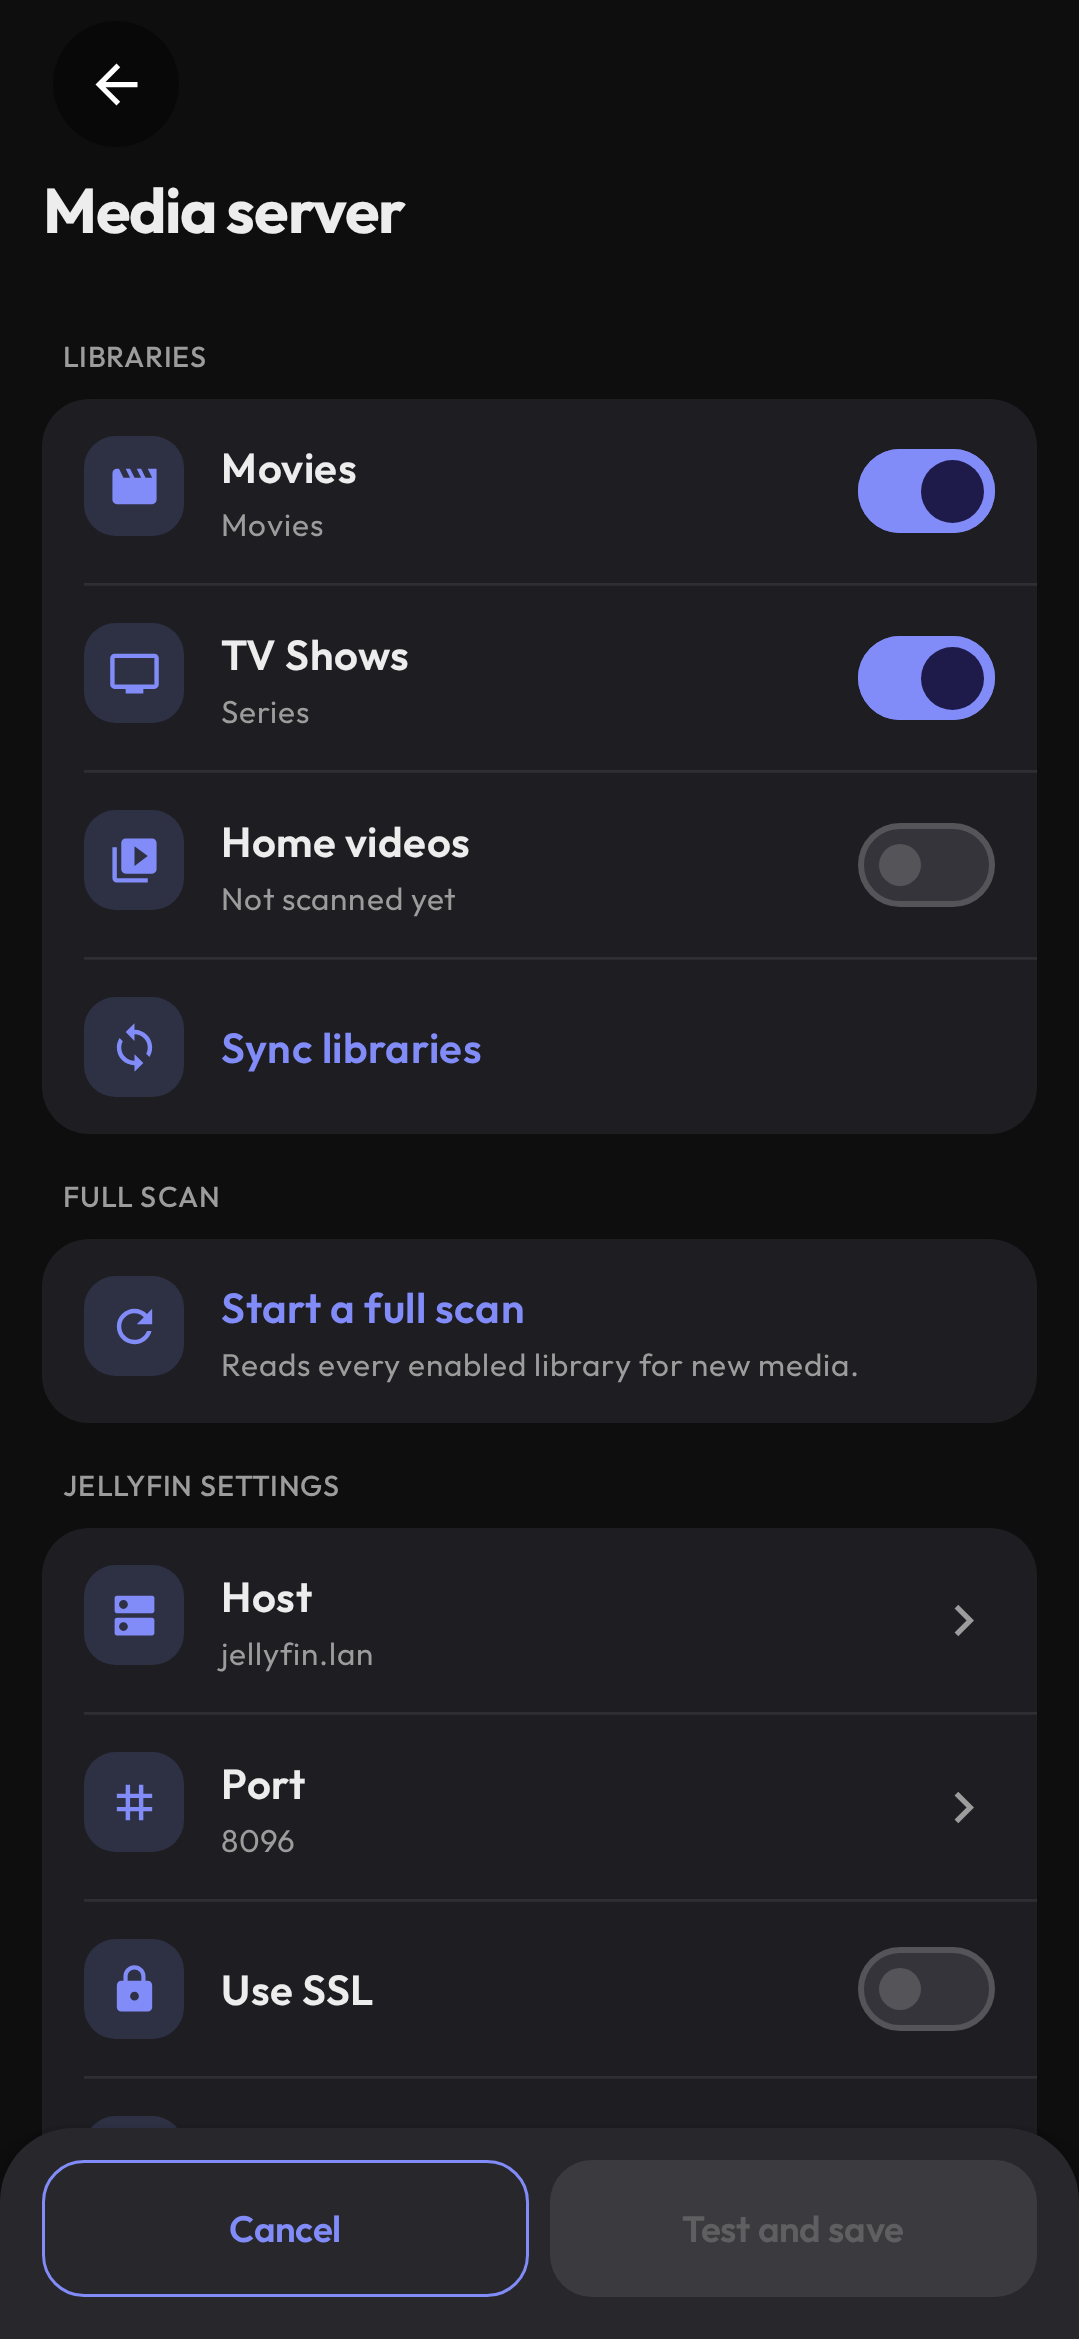 Media server
LIBRARIES
Movies
Movies
TV Shows
Series
Home videos
Not scanned yet
Sync libraries
FULL SCAN
Start a full scan
Reads every enabled library for new media.
JELLYFIN SETTINGS
Host
jellyfin.lan
Port
8096
Use SSL
Cancel
Test and save